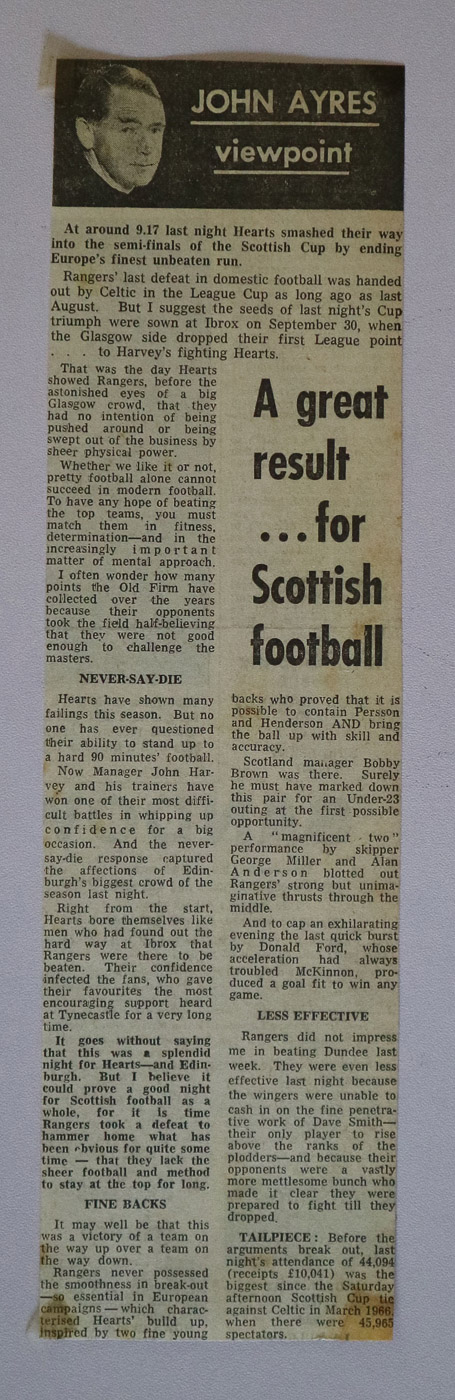 JOHN AYRES
viewpoint
At around 9.17 last night Hearts smashed their way
into the semi-finals of the Scottish Cup by ending
Europe's finest unbeaten run.
Rangers' last defeat in domestic football was handed
out by Celtic in the League Cup as long ago as last
August. But I suggest the seeds of last night's Cup
triumph were sown at Ibrox on September 30, when
the Glasgow side dropped their first League point
. . . to Harvey's fighting Hearts.
That was the day Hearts
showed Rangers, before the
astonished eyes of a big
Glasgow crowd, that they
had no intention of being
pushed around or being
swept out of the business by
sheer physical power.
Whether we like it or not,
pretty football alone cannot
succeed in modern football.
To have any hope of beating
the top teams, you must
match them in fitness,
determination—and in the
increasingly important
matter of mental approach.
I often wonder how many
points the Old Firm have
collected over the years
because their opponents
took the field half-believing
that they were not good
enough to challenge the
masters.
NEVER-SAY-DIE
Hearts have shown many
failings this season. But no
one has ever questioned
their ability to stand up to
a hard 90 minutes' football.
Now Manager John Har-
vey and his trainers have
won one of their most diffi-
cult battles in whipping up
confidence for a big
occasion. And the never-
say-die response captured
the affections of Edin-
burgh's biggest crowd of the
season last night.
Right from the start,
Hearts bore themselves like
men who had found out the
hard way at Ibrox that
Rangers were there to be
beaten. Their confidence
infected the fans, who gave
their favourites the most
encouraging support heard
at Tynecastle for a very long
time.
It goes without saying
that this was a splendid
night for Hearts—and Edin-
burgh. But I believe it
could prove a good night
for Scottish football as a
whole, for it is time
Rangers took a defeat to
hammer home what has
been obvious for quite some
time — that they lack the
sheer football and method
to stay at the top for long.
FINE BACKS
It may well be that this
was a victory of a team on
the way up over a team on
the way down.
Rangers never possessed
the smoothness in break-out
—so essential in European
campaigns — which charac-
terised Hearts' build up,
inspired by two fine young
A great
result
...for
Scottish
football
backs who proved that it is
possible to contain Persson
and Henderson AND bring
the ball up with skill and
accuracy.
Scotland manager Bobby
Brown was there. Surely
he must have marked down
this pair for an Under-23
outing at the first possible
opportunity.
A "magnificent two"
performance by skipper
George Miller and Alan
Anderson blotted out
Rangers' strong but unima-
ginative thrusts through the
middle.
And to cap an exhilarating
evening the last quick burst
by Donald Ford, whose
acceleration had always
troubled McKinnon, pro-
duced a goal fit to win any
game.
LESS EFFECTIVE
Rangers did not impress
me in beating Dundee last
week. They were even less
effective last night because
the wingers were unable to
cash in on the fine penetra-
tive work of Dave Smith—
their only player to rise
above the ranks of the
plodders—and because their
opponents were a vastly
more mettlesome bunch who
made it clear they were
prepared to fight till they
dropped.
TAILPIECE: Before the
arguments break out, last
night's attendance of 44,094
(receipts £10,041) was the
biggest since the Saturday
afternoon Scottish Cup tie
against Celtic in March 1966,
when there were 45,965
spectators.